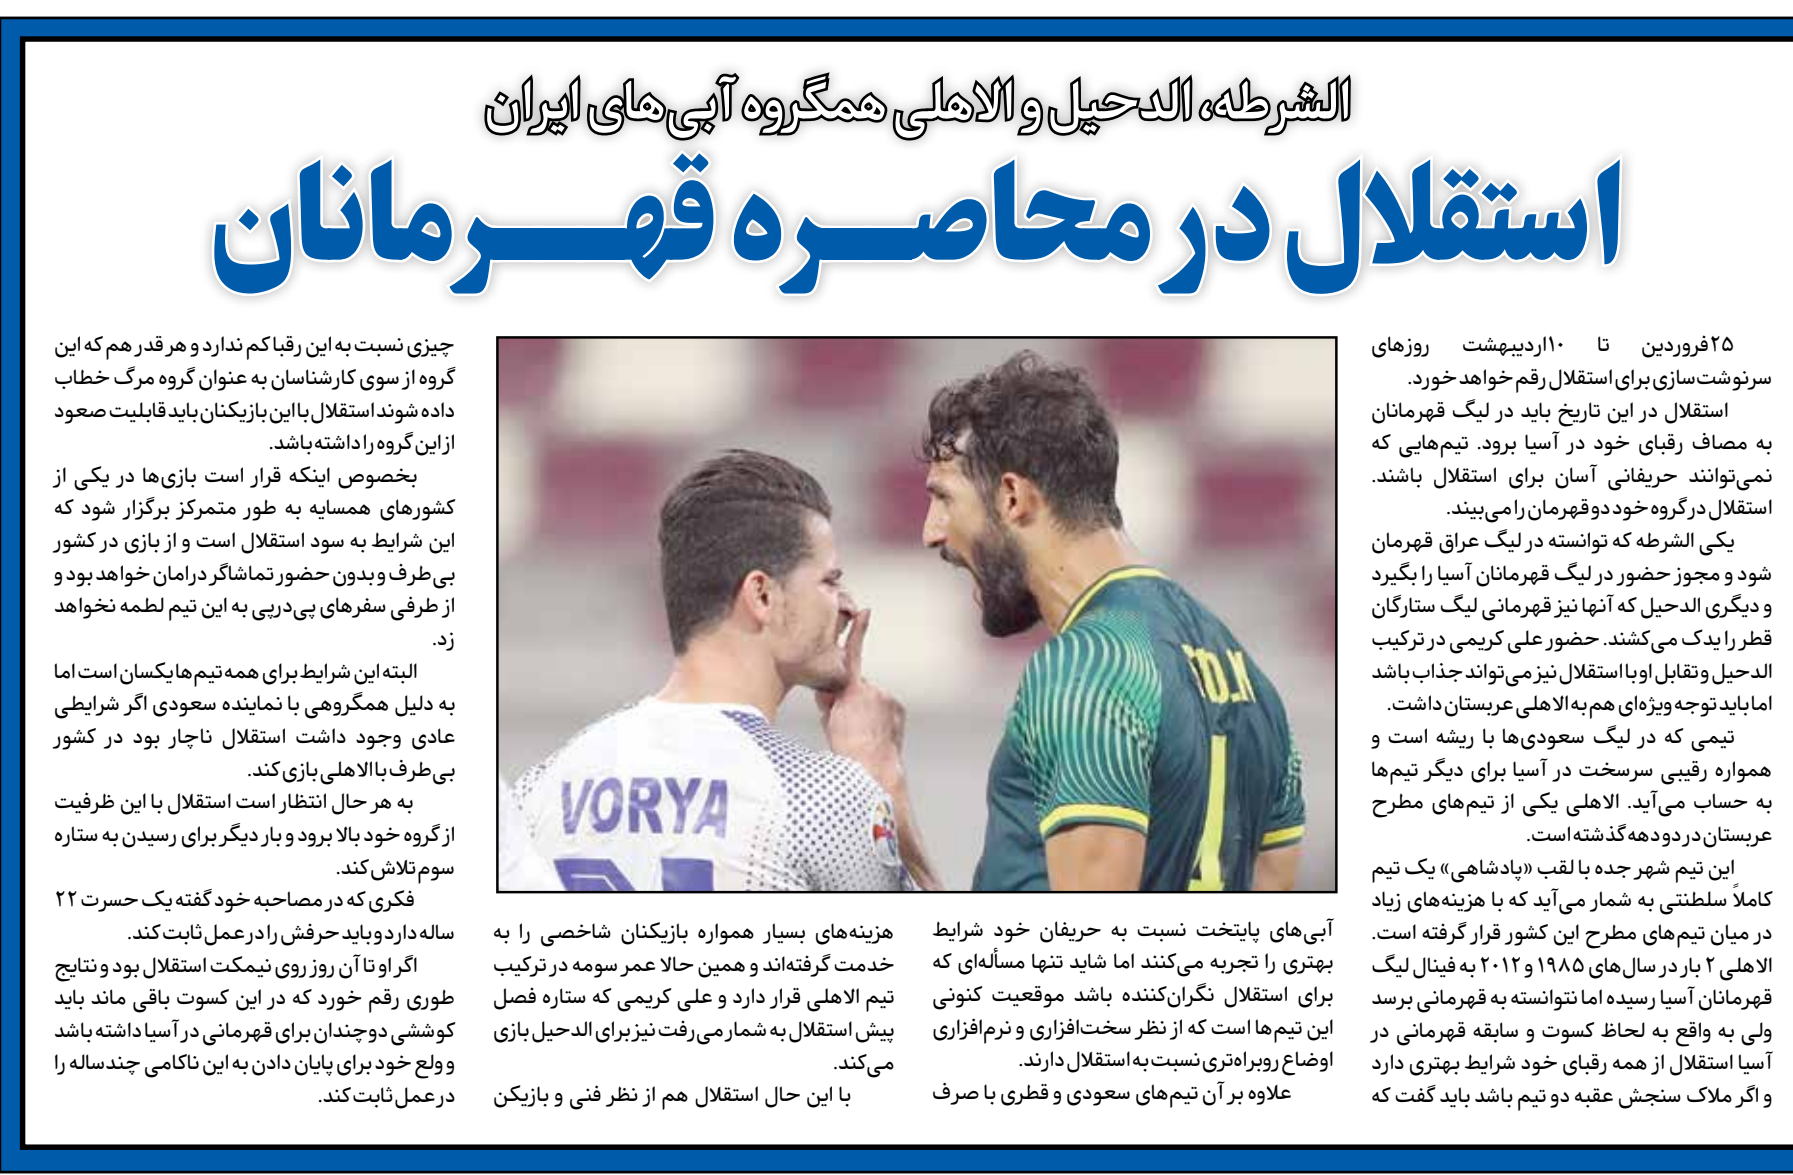 الشرطه، الدحیل و الاهلی همگروه آبی‌های ایران
استقلال در محاصره قهرمانان
۲۵فروردین تا ۱۰اردیبهشت روزهای
سرنوشت‌سازی برای استقلال رقم خواهد خورد.
استقلال در این تاریخ باید در لیگ قهرمانان
به مصاف رقبای خود در آسیا برود. تیم‌هایی که
نمی‌توانند حریفانی آسان برای استقلال باشند.
استقلال در گروه خود دو قهرمان را می‌بیند.
یکی الشرطه که توانسته در لیگ عراق قهرمان
شود و مجوز حضور در لیگ قهرمانان آسیا را بگیرد
و دیگری الدحیل که آنها نیز قهرمانی لیگ ستارگان
قطر را یدک می‌کشند. حضور علی کریمی در ترکیب
الدحیل و تقابل او با استقلال نیز می‌تواند جذاب باشد
اما باید توجه ویژه‌ای هم به الاهلی عربستان داشت.
تیمی که در لیگ سعودی‌ها با ریشه است و
همواره رقیبی سرسخت در آسیا برای دیگر تیم‌ها
به حساب می‌آید. الاهلی یکی از تیم‌های مطرح
عربستان در دو دهه گذشته است.
این تیم شهر جده با لقب «پادشاهی» یک تیم
کاملاً سلطنتی به شمار می‌آید که با هزینه‌های زیاد
در میان تیم‌های مطرح این کشور قرار گرفته است.
الاهلی ۲ بار در سال‌های ۱۹۸۵ و ۲۰۱۲ به فینال لیگ
قهرمانان آسیا رسیده اما نتوانسته به قهرمانی برسد
ولی به واقع به لحاظ کسوت و سابقه قهرمانی در
آسیا استقلال از همه رقبای خود شرایط بهتری دارد
و اگر ملاک سنجش عقبه دو تیم باشد باید گفت که
آبی‌های پایتخت نسبت به حریفان خود شرایط
بهتری را تجربه می‌کنند اما شاید تنها مسأله‌ای که
برای استقلال نگران‌کننده باشد موقعیت کنونی
این تیم‌ها است که از نظر سخت‌افزاری و نرم‌افزاری
اوضاع روبراه‌تری نسبت به استقلال دارند.
علاوه بر آن تیم‌های سعودی و قطری با صرف
هزینه‌های بسیار همواره بازیکنان شاخصی را به
خدمت گرفته‌اند و همین حالا عمر سومه در ترکیب
تیم الاهلی قرار دارد و علی کریمی که ستاره فصل
پیش استقلال به شمار می‌رفت نیز برای الدحیل بازی
می‌کند.
با این حال استقلال هم از نظر فنی و بازیکن
چیزی نسبت به این رقبا کم ندارد و هر قدر هم که این
گروه از سوی کارشناسان به عنوان گروه مرگ خطاب
داده شوند استقلال با این بازیکنان باید قابلیت صعود
از این گروه را داشته باشد.
بخصوص اینکه قرار است بازی‌ها در یکی از
کشورهای همسایه به طور متمرکز برگزار شود که
این شرایط به سود استقلال است و از بازی در کشور
بی‌طرف و بدون حضور تماشاگر در امان خواهد بود و
از طرفی سفرهای پی‌درپی به این تیم لطمه نخواهد
زد.
البته این شرایط برای همه تیم‌ها یکسان است اما
به دلیل همگروهی با نماینده سعودی اگر شرایطی
عادی وجود داشت استقلال ناچار بود در کشور
بی‌طرف با الاهلی بازی کند.
به هر حال انتظار است استقلال با این ظرفیت
از گروه خود بالا برود و بار دیگر برای رسیدن به ستاره
سوم تلاش کند.
فکری که در مصاحبه خود گفته یک حسرت ۲۲
ساله دارد و باید حرفش را در عمل ثابت کند.
اگر او تا آن روز روی نیمکت استقلال بود و نتایج
طوری رقم خورد که در این کسوت باقی ماند باید
کوششی دوچندان برای قهرمانی در آسیا داشته باشد
و ولع خود برای پایان دادن به این ناکامی چندساله را
در عمل ثابت کند.
VORYA